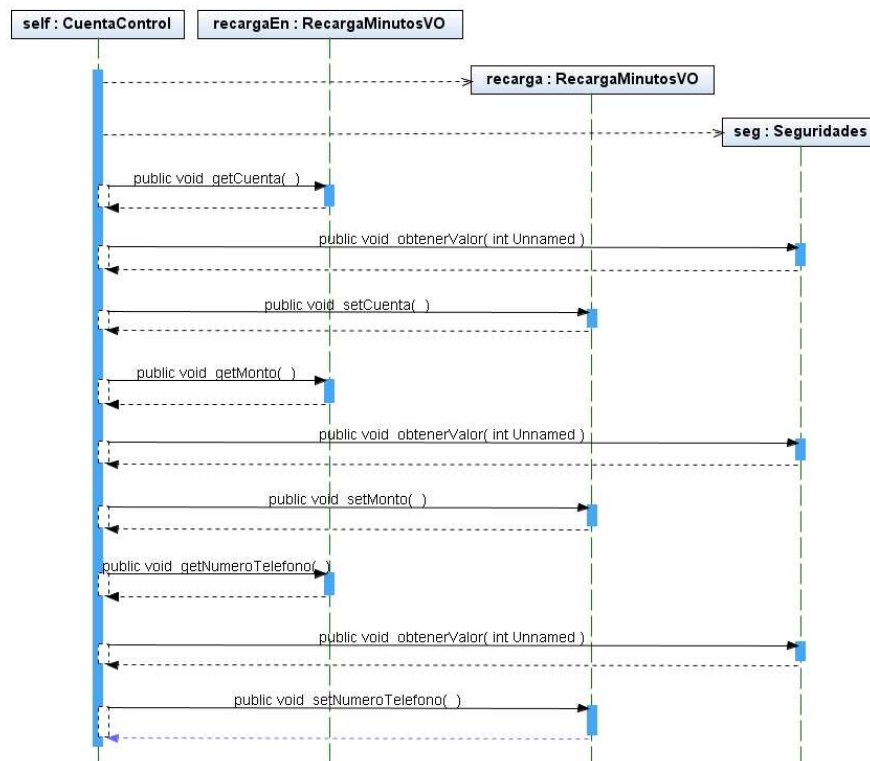 self : CuentaControl
recargaEn : RecargaMinutosVO
recarga : RecargaMinutosVO
seg : Seguridades
public void getCuenta( )
public void obtenerValor( int Unnamed )
public void setCuenta( )
public void getMonto( )
public void obtenerValor( int Unnamed )
public void setMonto( )
public void getNumeroTelefono( )
public void obtenerValor( int Unnamed )
public void setNumeroTelefono( )